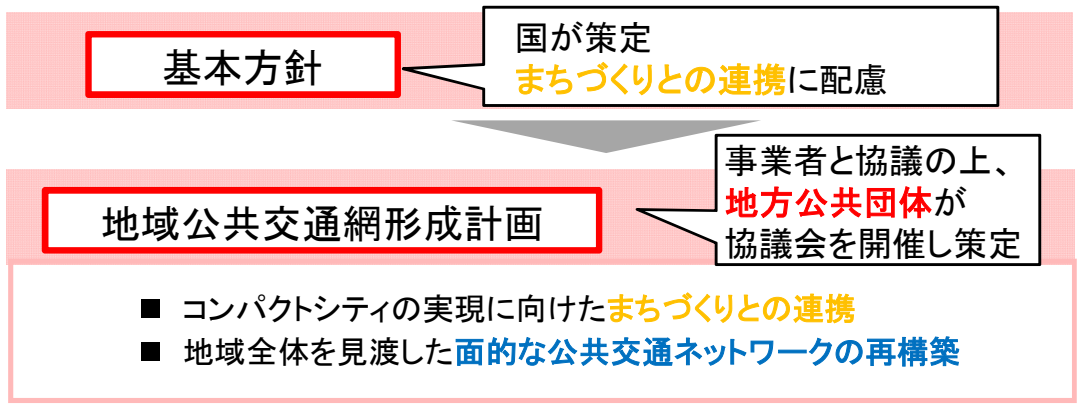 基本方針
国が策定
まちづくりとの連携に配慮
地域公共交通網形成計画
事業者と協議の上、
地方公共団体が
協議会を開催し策定
■ コンパクトシティの実現に向けたまちづくりとの連携
■ 地域全体を見渡した面的な公共交通ネットワークの再構築